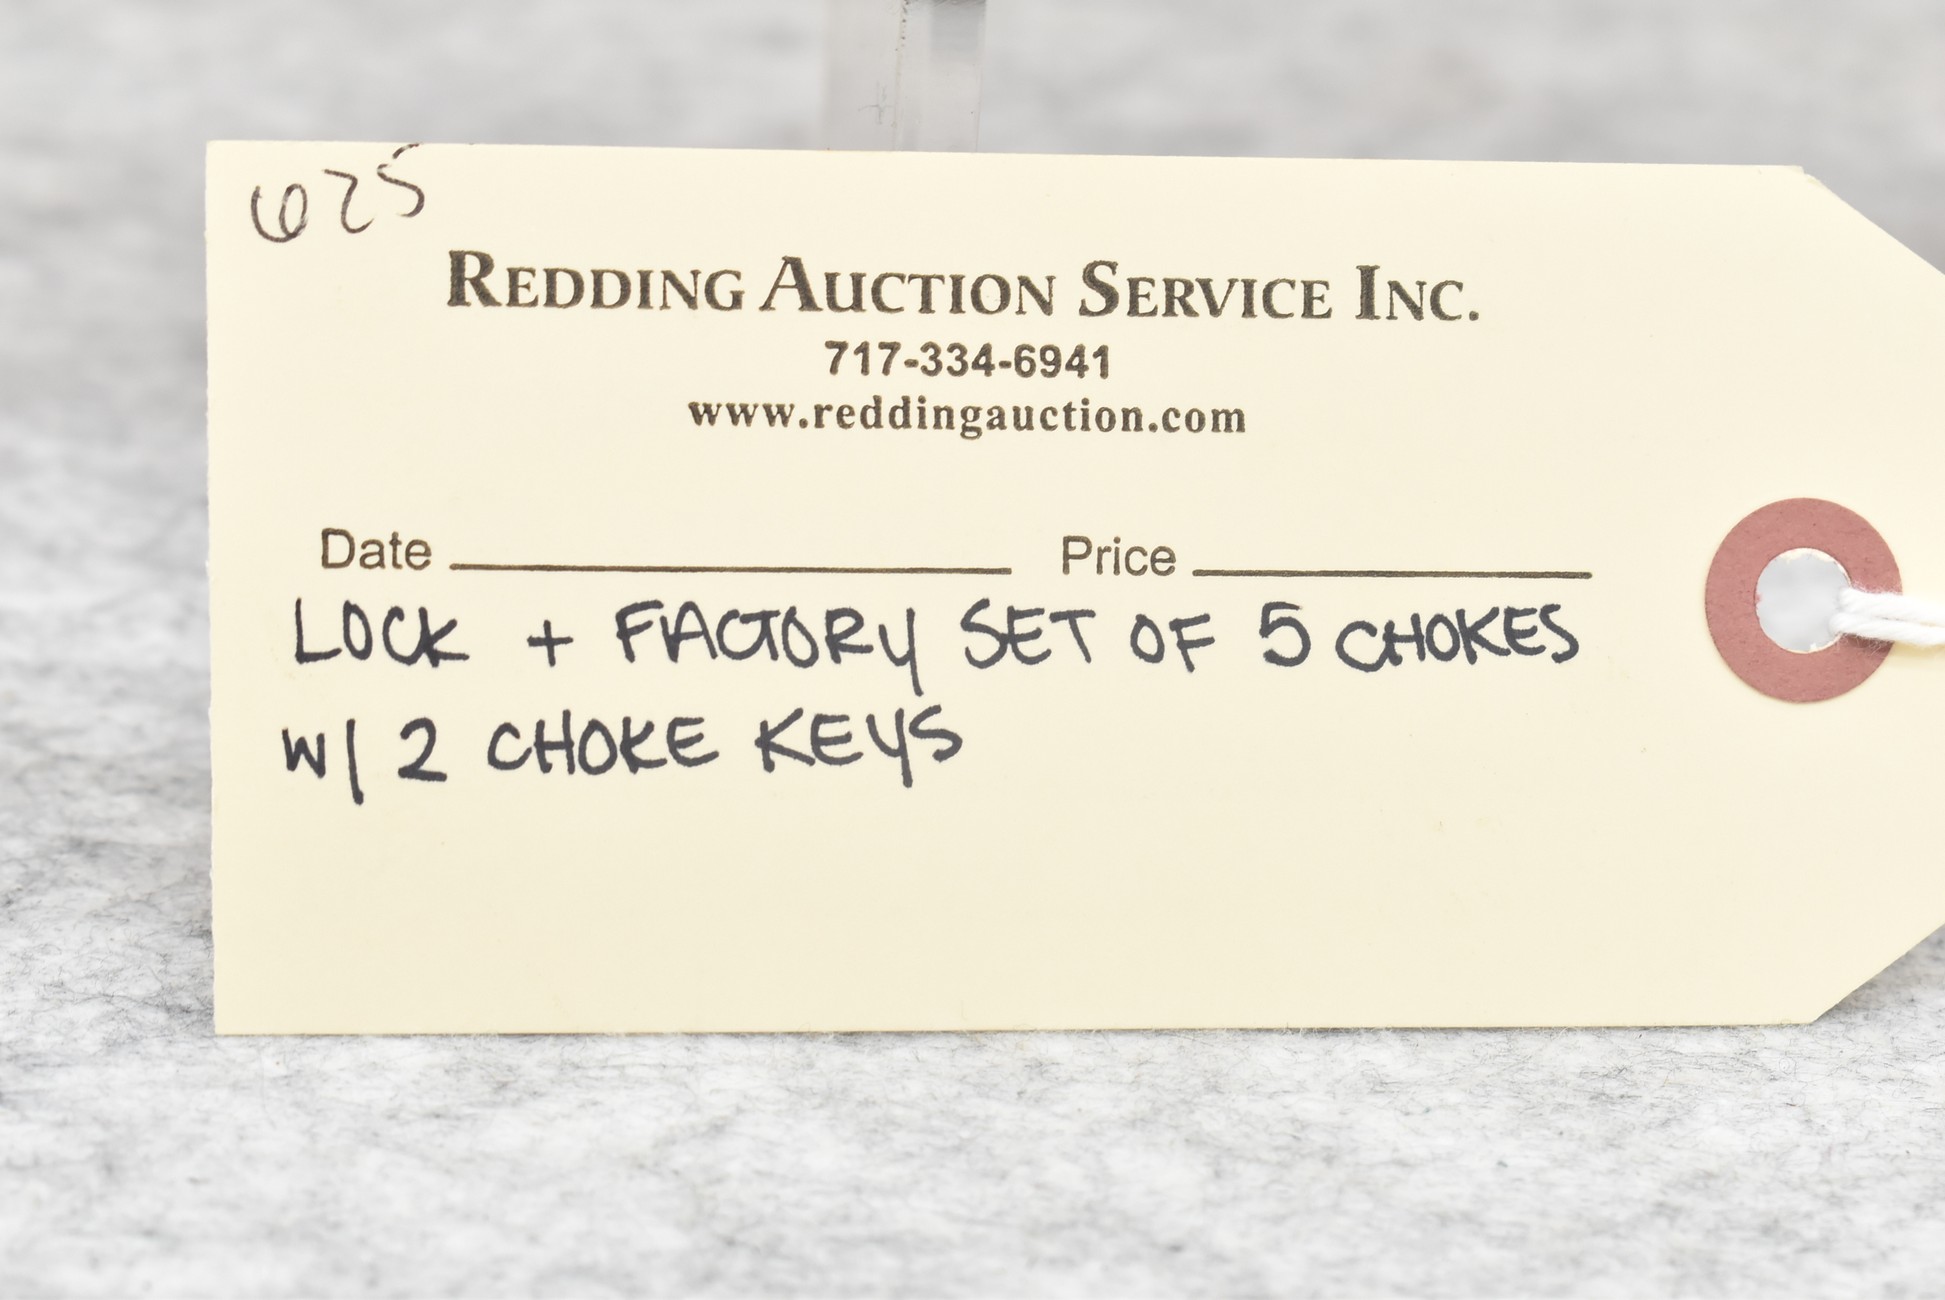 625
REDDING AUCTION SERVICE INC.
717-334-6941
www.reddingauction.com
Date Price
LOCK + FACTORY SET OF 5 CHOKES
W/ 2 CHOKE KEYS